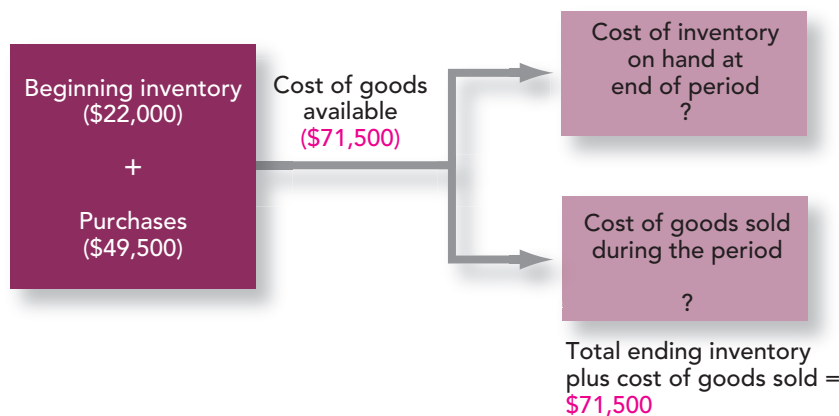 Beginning inventory
($22,000)
+
Purchases
($49,500)
Cost of goods
available
($71,500)
Cost of inventory
on hand at
end of period
?
Cost of goods sold
during the period
?
Total ending inventory
plus cost of goods sold =
$71,500